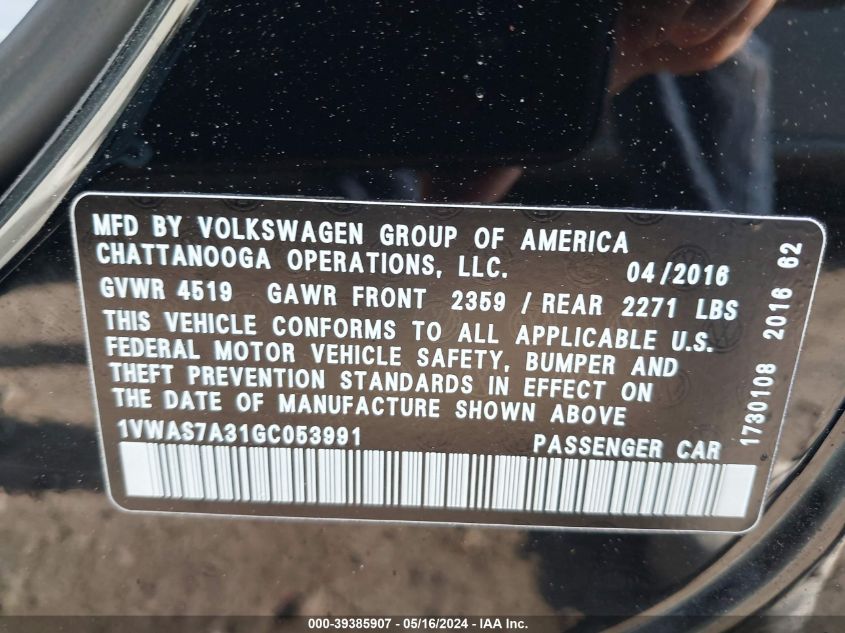 MFD BY VOLKSWAGEN GROUP OF AMERICA
CHATTANOOGA OPERATIONS, LLC. 04/2016
GVWR 4519 GAWR FRONT 2359 / REAR 2271 LBS
THIS VEHICLE CONFORMS TO ALL APPLICABLE U.S.
FEDERAL MOTOR VEHICLE SAFETY, BUMPER AND
THEFT PREVENTION STANDARDS IN EFFECT ON
THE DATE OF MANUFACTURE SHOWN ABOVE
1VWAS7A31GC053991 PASSENGER CAR
1730108 2016 62
000-39385907 - 05/16/2024 - IAA, Inc.